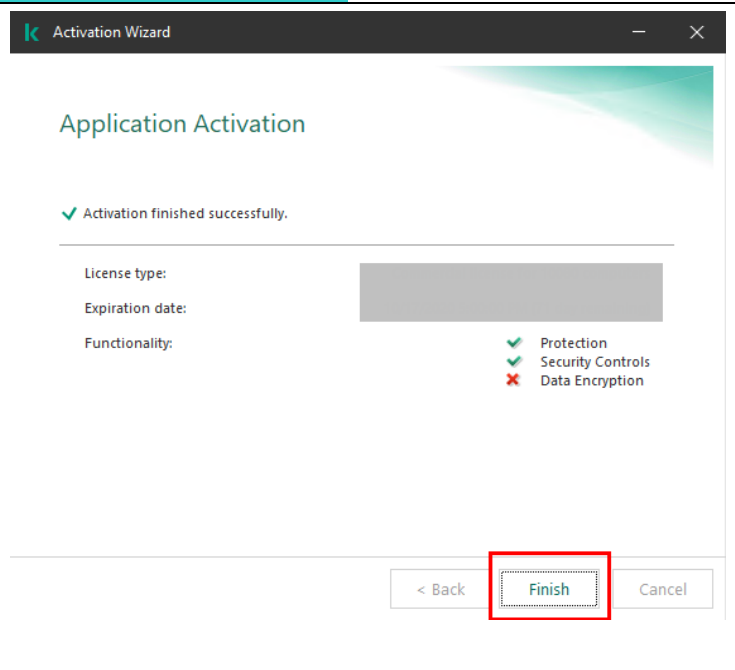 Activation Wizard
Application Activation
Activation finished successfully.
License type:
Expiration date:
Functionality:
Protection
Security Controls
Data Encryption
< Back
Finish
Cancel